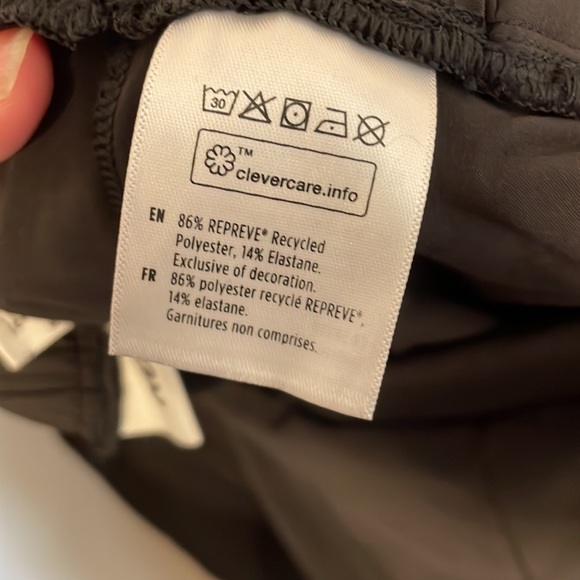 30
™
clevercare.info
EN 86% REPREVE® Recycled
Polyester, 14% Elastane.
Exclusive of decoration.
FR 86% polyester recyclé REPREVE®,
14% elastane.
Garnitures non comprises.